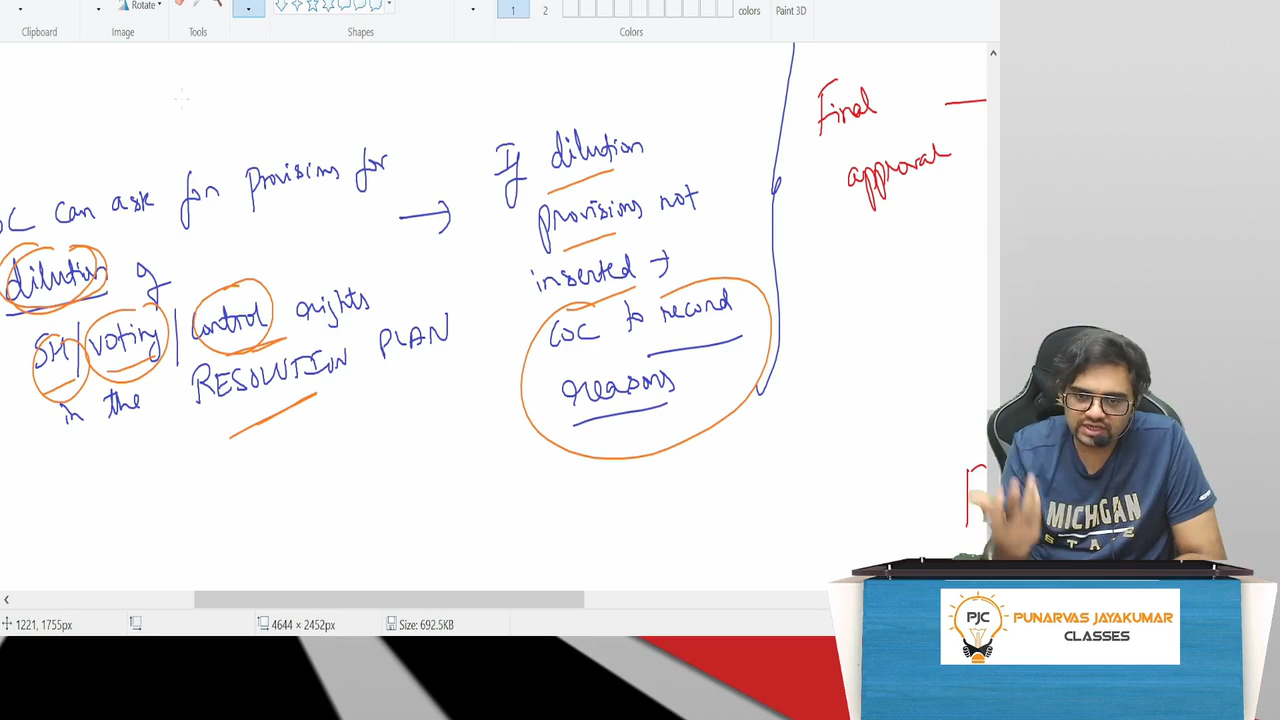 Rotate
Clipboard
Image
Tools
Shapes
1
2
Colors
colors
Paint 3D
OC can ask for provisions for
dilution of
SH/voting/control rights
in the RESOLUTION PLAN
If dilution
provisions not
inserted →
COC to record
reasons
Final
approval
1221, 1755px
4644 × 2452px
Size: 692.5KB
MICHIGAN
STATE
PJC
PUNARVAS JAYAKUMAR
CLASSES